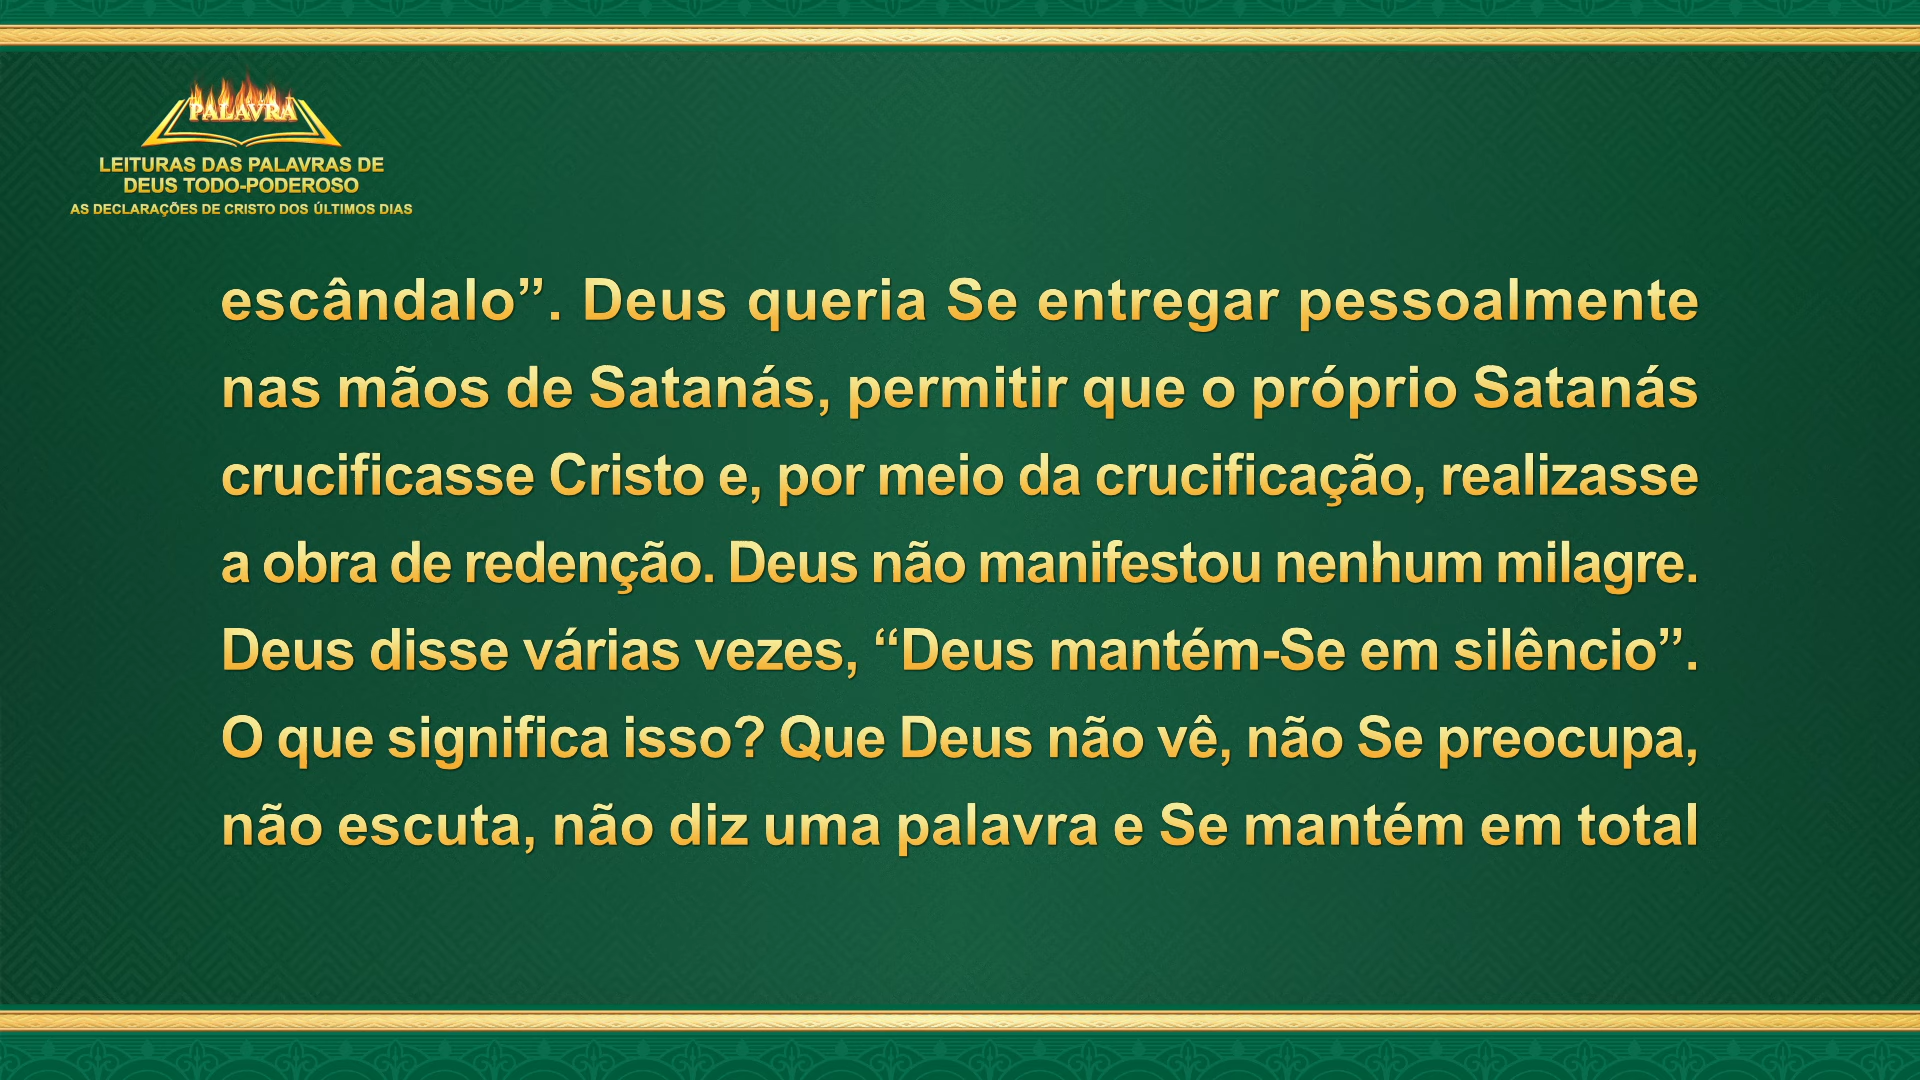 PALAVRA
LEITURAS DAS PALAVRAS DE
DEUS TODO-PODEROSO
AS DECLARAÇÕES DE CRISTO DOS ÚLTIMOS DIAS
escândalo”. Deus queria Se entregar pessoalmente
nas mãos de Satanás, permitir que o próprio Satanás
crucificasse Cristo e, por meio da crucificação, realizasse
a obra de redenção. Deus não manifestou nenhum milagre.
Deus disse várias vezes, “Deus mantém-Se em silêncio”.
O que significa isso? Que Deus não vê, não Se preocupa,
não escuta, não diz uma palavra e Se mantém em total